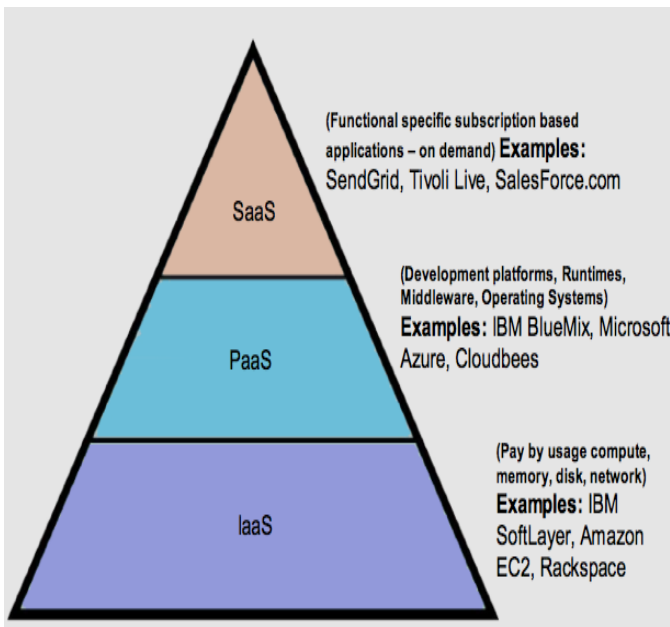 (Functional specific subscription based
applications – on demand) Examples:
SendGrid, Tivoli Live, SalesForce.com
SaaS
(Development platforms, Runtimes,
Middleware, Operating Systems)
Examples: IBM BlueMix, Microsoft
Azure, Cloudbees
PaaS
(Pay by usage compute,
memory, disk, network)
Examples: IBM
SoftLayer, Amazon
EC2, Rackspace
IaaS